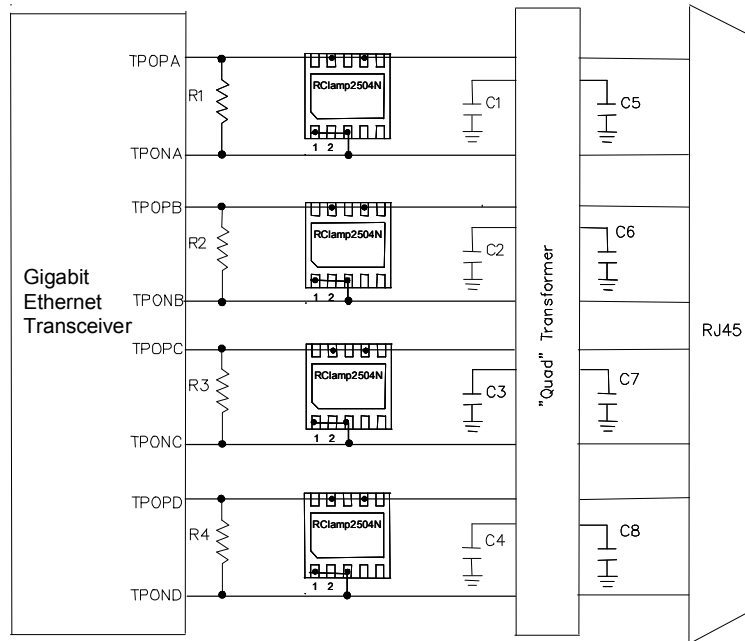 TPOPA
R1
RClamp2504N
1 2
C1
C5
TPONA
TPOPB
R2
RClamp2504N
1 2
C2
C6
TPONB
Gigabit
Ethernet
Transceiver
"Quad" Transformer
RJ45
TPOPC
R3
RClamp2504N
1 2
C3
C7
TPONC
TPOPD
R4
RClamp2504N
1 2
C4
C8
TPOND